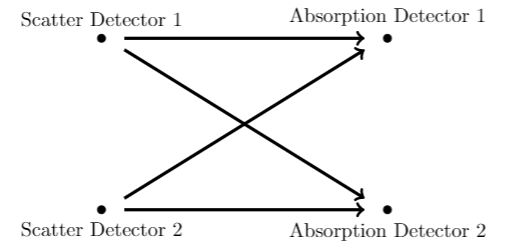 Scatter Detector 1
Absorption Detector 1
Scatter Detector 2
Absorption Detector 2